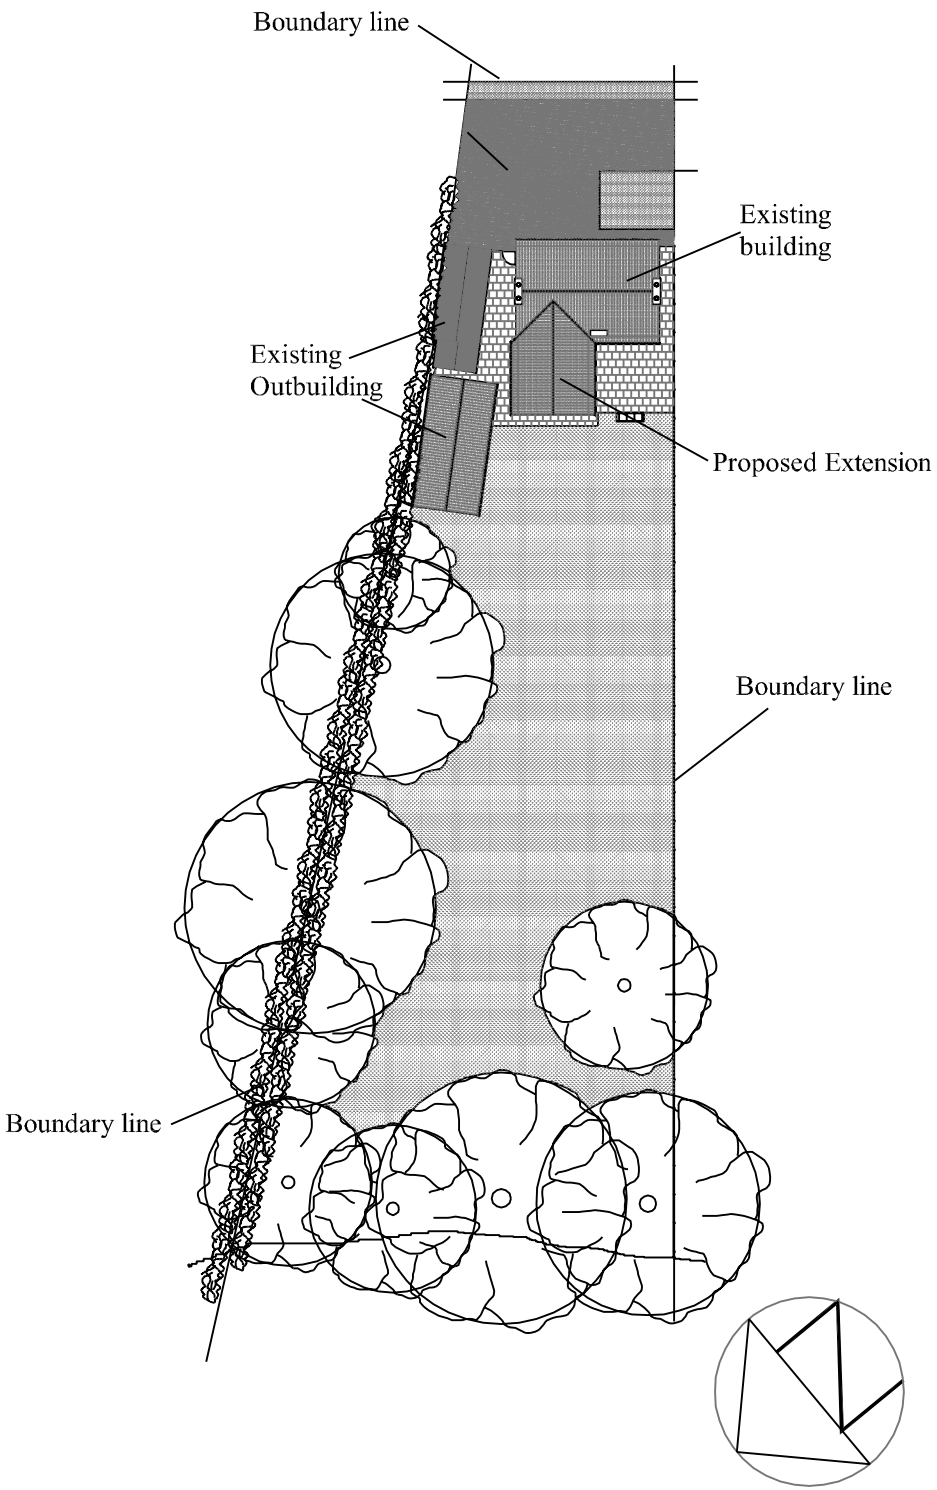 Boundary line
Existing
building
Existing
Outbuilding
Proposed Extension
Boundary line
Boundary line